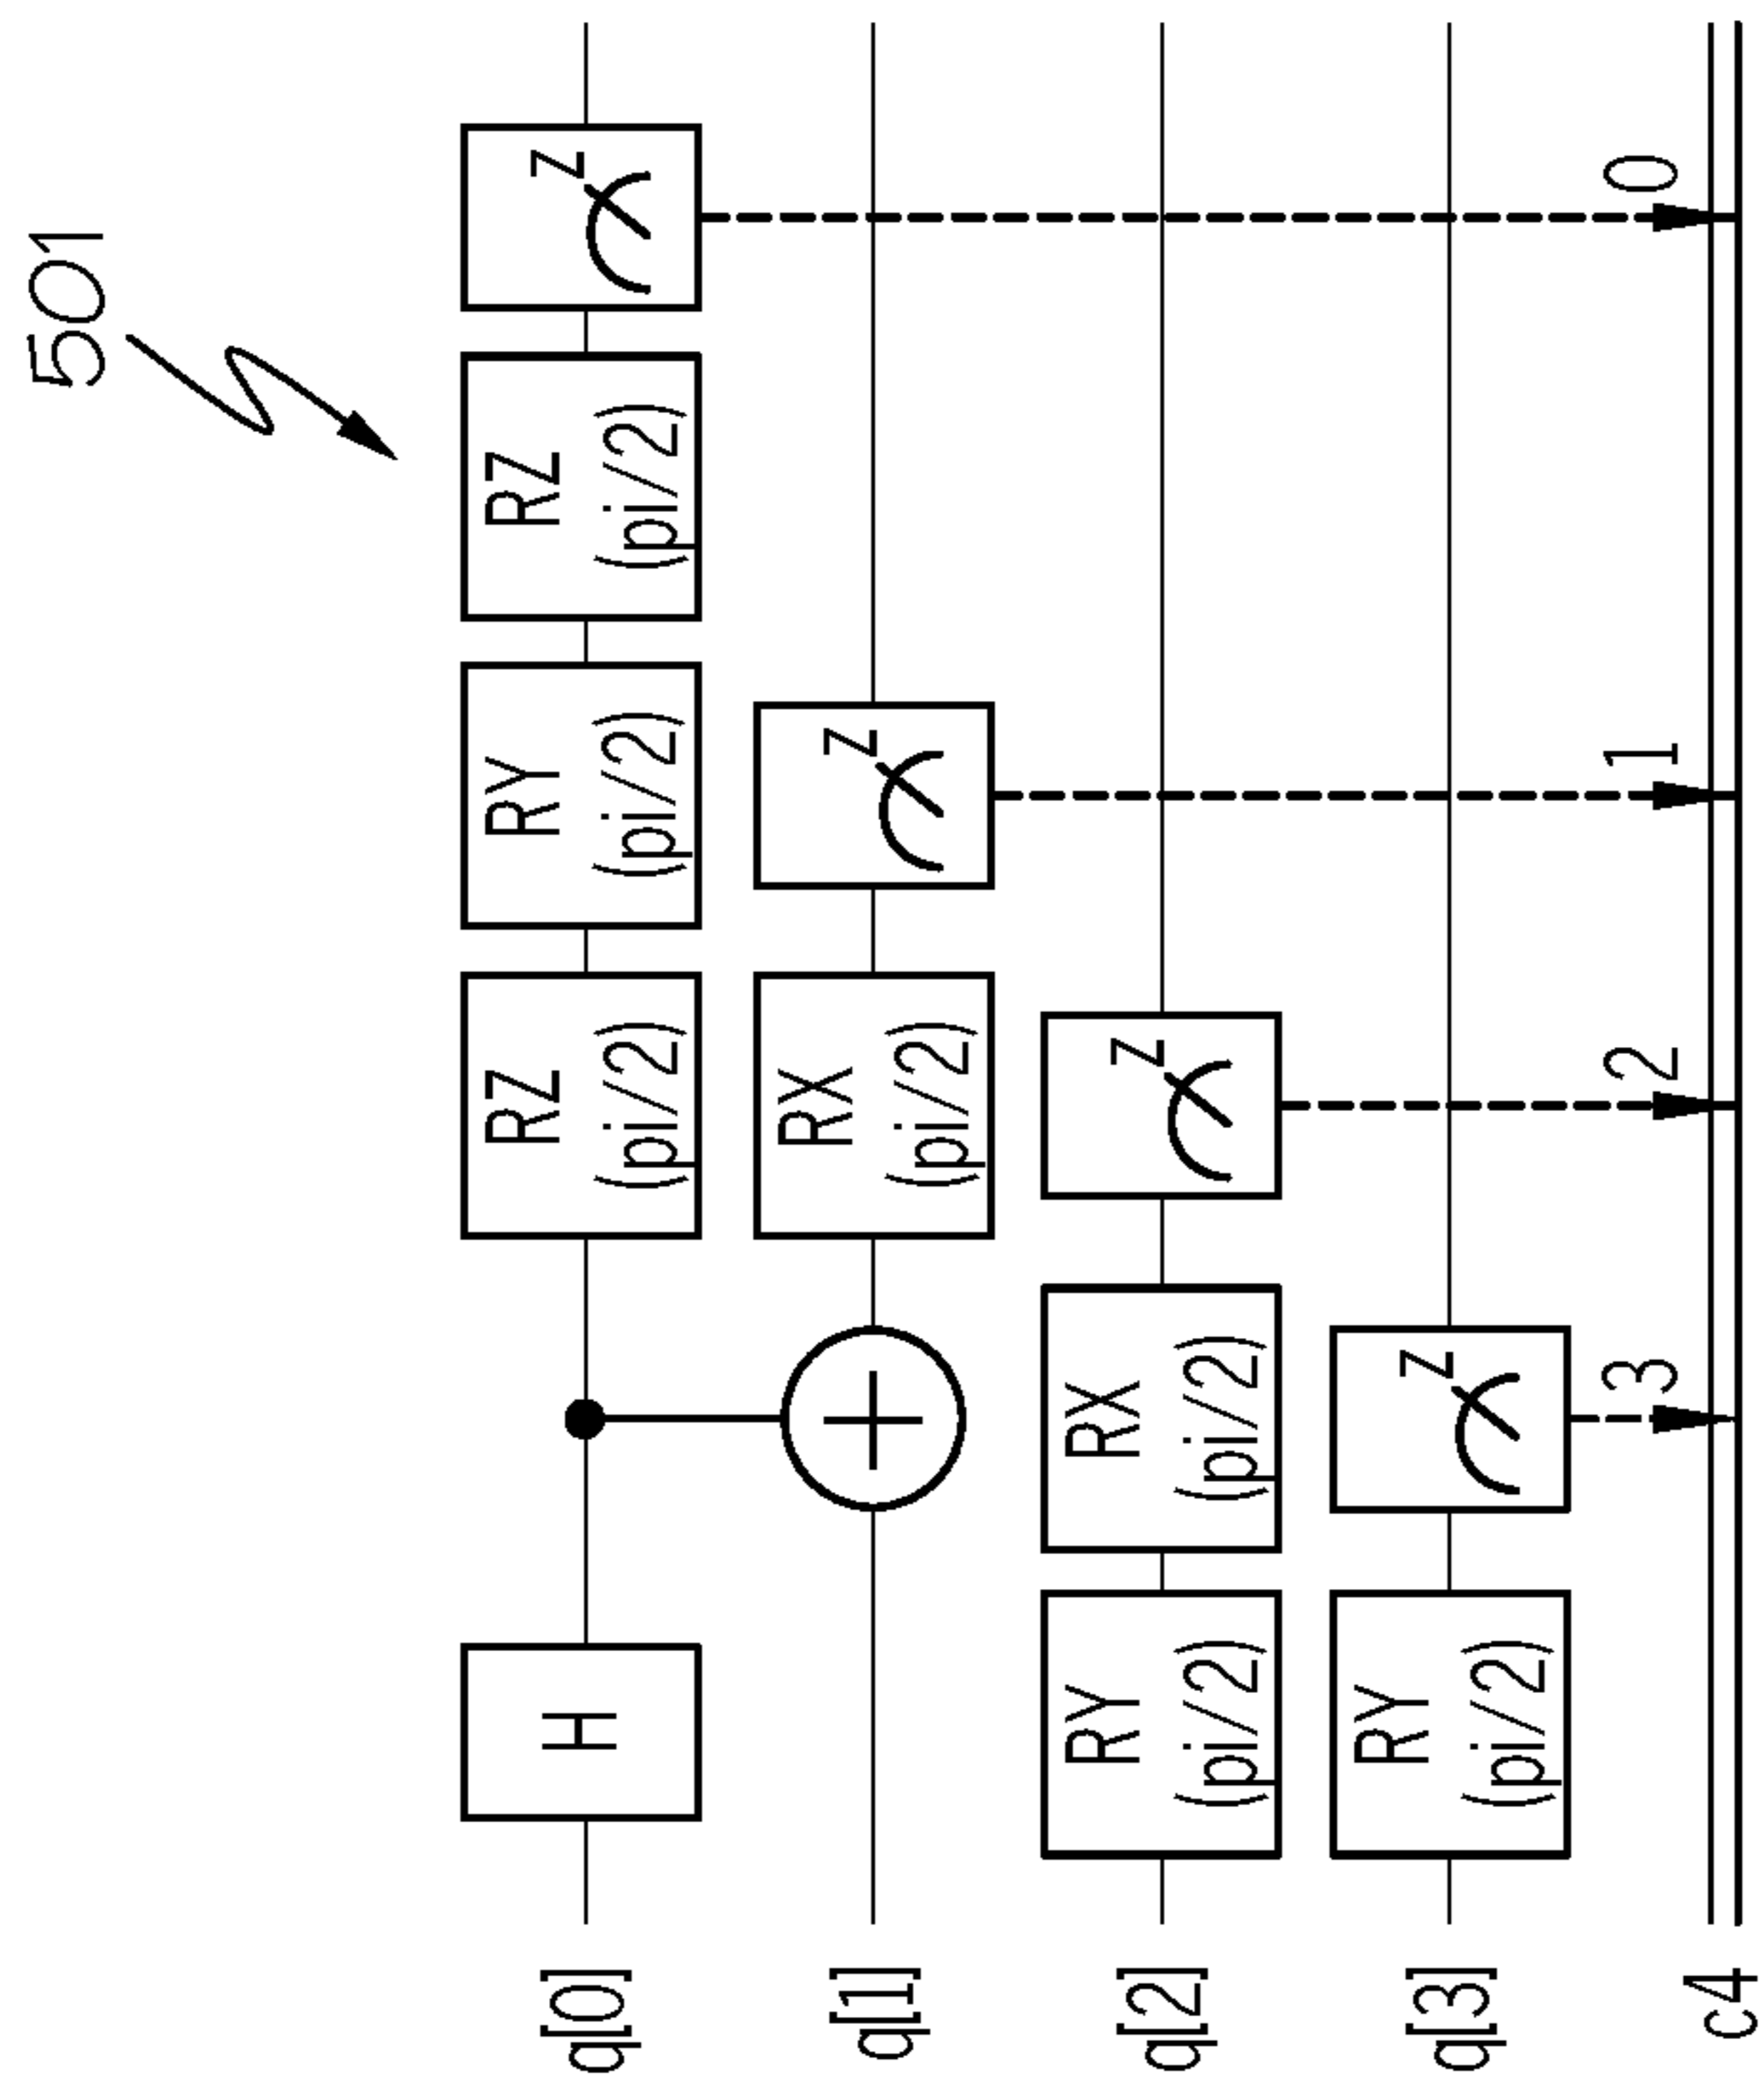 501
q[0]
H
RZ
(pi/2)
RY
(pi/2)
RZ
(pi/2)
Z
q[1]
RX
(pi/2)
Z
q[2]
RY
(pi/2)
RX
(pi/2)
Z
q[3]
RY
(pi/2)
Z
c4
3
2
1
0